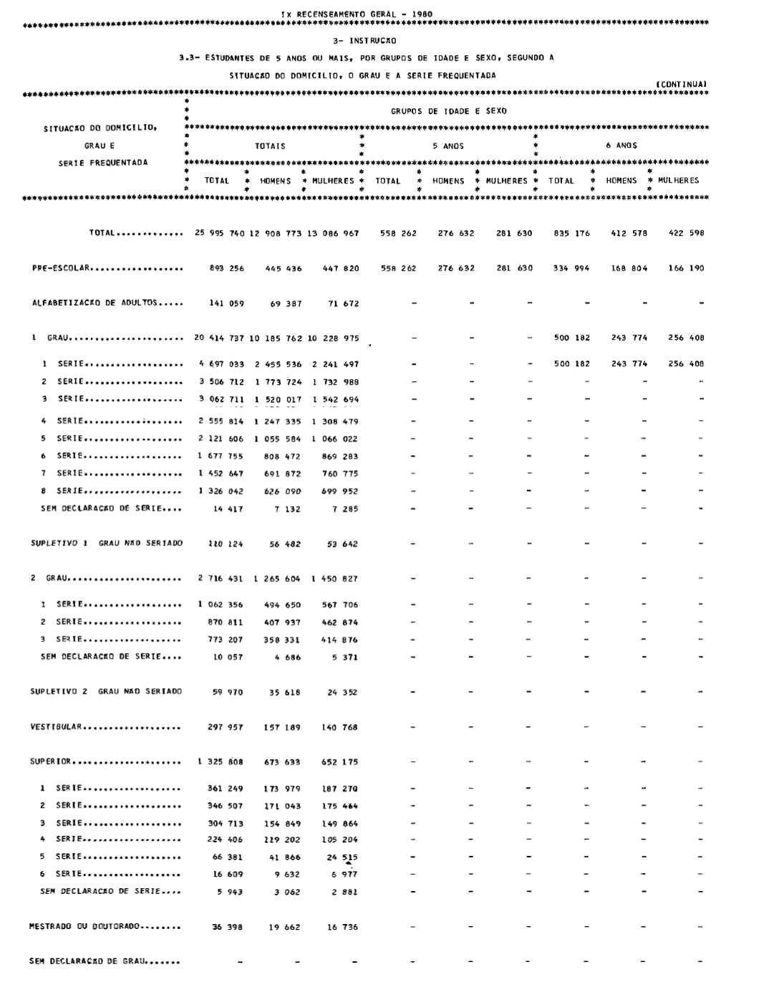 IX RECENSEAMENTO GERAL - 1980
3- INSTRUCAO
3.3- ESTUDANTES DE 5 ANOS OU MAIS, POR GRUPOS DE IDADE E SEXO, SEGUNDO A
SITUACAO DO DOMICILIO, O GRAU E A SERIE FREQUENTADA
(CONTINUA)
GRUPOS DE IDADE E SEXO
SITUACAO DO DOMICILIO,
GRAU E
SERIE FREQUENTADA
TOTAIS 5 ANOS 6 ANOS
TOTAL * HOMENS * MULHERES * TOTAL * HOMENS * MULHERES * TOTAL * HOMENS * MULHERES
TOTAL............. 25 995 740 12 908 773 13 086 967 558 262 276 632 281 630 835 176 412 578 422 598
PRE-ESCOLAR.................. 893 256 445 436 447 820 558 262 276 632 281 630 334 994 168 804 166 190
ALFABETIZACAO DE ADULTOS..... 141 059 69 387 71 672 - - - - - -
1 GRAU...................... 20 414 737 10 185 762 10 228 975 - - - 500 182 243 774 256 408
1 SERIE................... 4 697 033 2 455 536 2 241 497 - - - 500 182 243 774 256 408
2 SERIE................... 3 506 712 1 773 724 1 732 988 - - - - - -
3 SERIE................... 3 062 711 1 520 017 1 542 694 - - - - - -
4 SERIE................... 2 555 814 1 247 335 1 308 479 - - - - - -
5 SERIE................... 2 121 606 1 055 584 1 066 022 - - - - - -
6 SERIE................... 1 677 755 808 472 869 283 - - - - - -
7 SERIE................... 1 452 647 691 872 760 775 - - - - - -
8 SERIE................... 1 326 042 626 090 699 952 - - - - - -
SEM DECLARACAO DE SERIE.... 14 417 7 132 7 285 - - - - - -
SUPLETIVO 1 GRAU NAO SERIADO 110 124 56 482 53 642 - - - - - -
2 GRAU...................... 2 716 431 1 265 604 1 450 827 - - - - - -
1 SERIE................... 1 062 356 494 650 567 706 - - - - - -
2 SERIE................... 870 811 407 937 462 874 - - - - - -
3 SERIE................... 773 207 358 331 414 876 - - - - - -
SEM DECLARACAO DE SERIE.... 10 057 4 686 5 371 - - - - - -
SUPLETIVO 2 GRAU NAO SERIADO 59 970 35 618 24 352 - - - - - -
VESTIBULAR................... 297 957 157 189 140 768 - - - - - -
SUPERIOR..................... 1 325 808 673 633 652 175 - - - - - -
1 SERIE................... 361 249 173 979 187 270 - - - - - -
2 SERIE................... 346 507 171 043 175 464 - - - - - -
3 SERIE................... 304 713 154 849 149 864 - - - - - -
4 SERIE................... 224 406 119 202 105 204 - - - - - -
5 SERIE................... 66 381 41 866 24 515 - - - - - -
6 SERIE................... 16 609 9 632 6 977 - - - - - -
SEM DECLARACAO DE SERIE.... 5 943 3 062 2 881 - - - - - -
MESTRADO OU DOUTORADO........ 36 398 19 662 16 736 - - - - - -
SEM DECLARACAO DE GRAU....... - - - - - - - - -